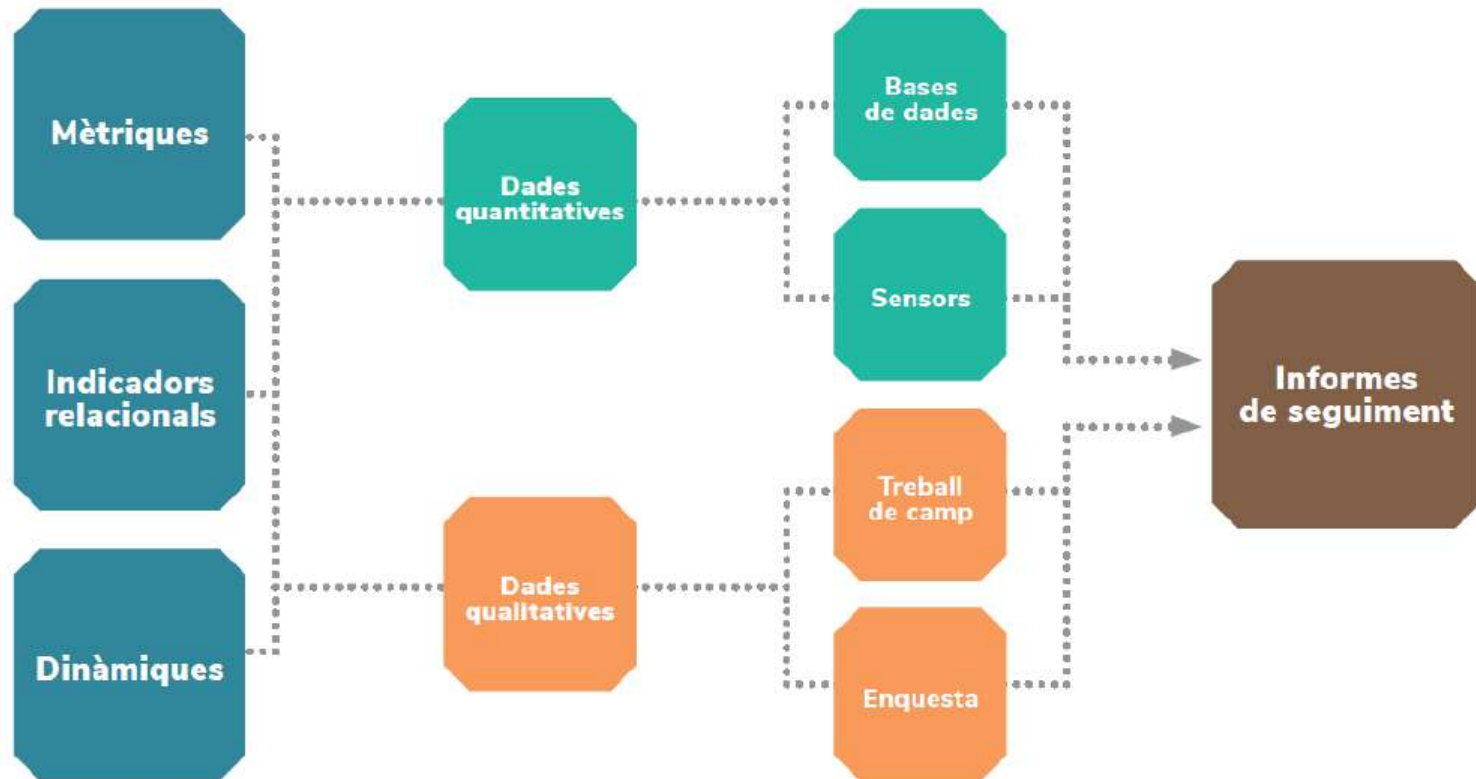 Mètriques
Indicadors
relacionals
Dinàmiques
Dades
quantitatives
Dades
qualitatives
Bases
de dades
Sensors
Treball
de camp
Enquesta
Informes
de seguiment